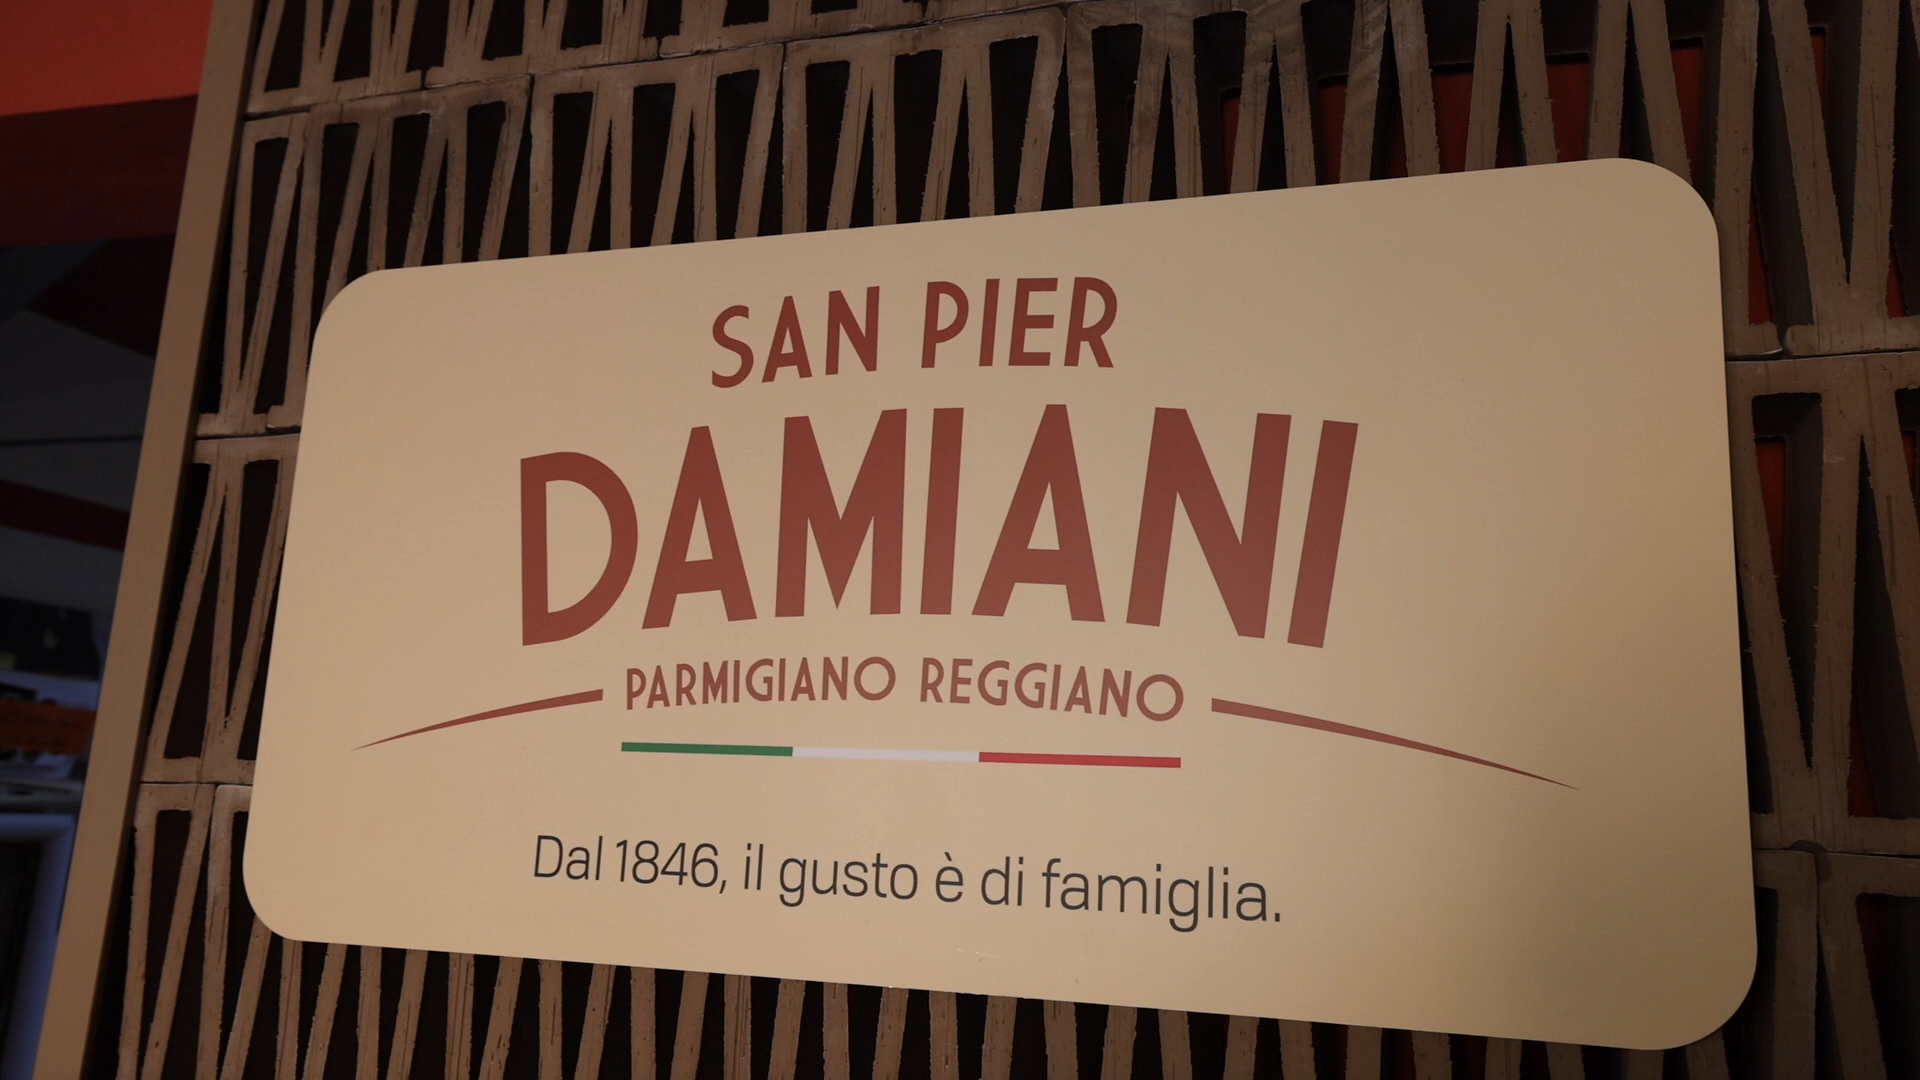 SAN PIER
DAMIANI
PARMIGIANO REGGIANO
Dal 1846, il gusto è di famiglia.